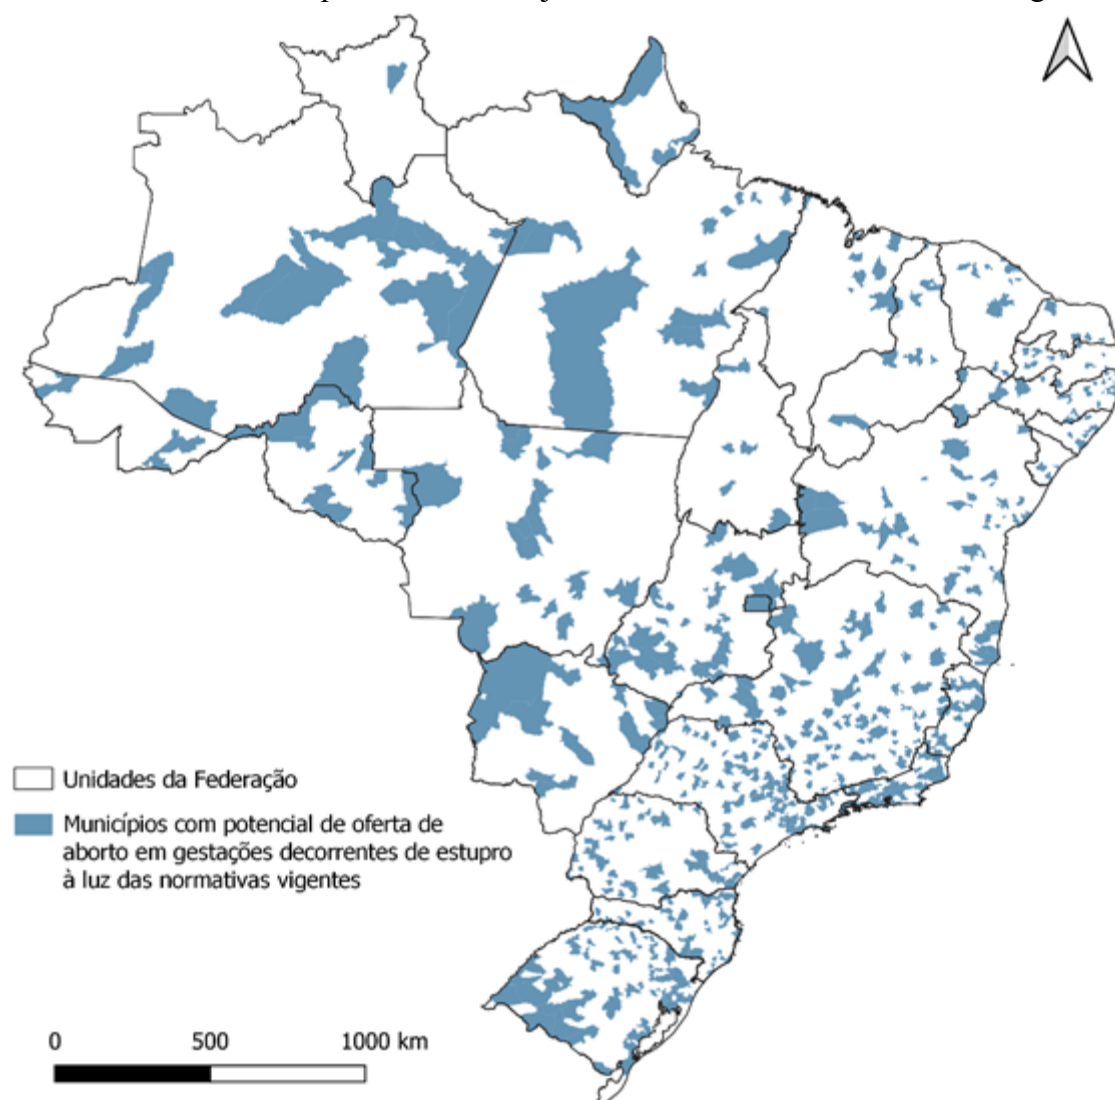 Unidades da Federação
Municípios com potencial de oferta de
aborto em gestações decorrentes de estupro
à luz das normativas vigentes
0 500 1000 km